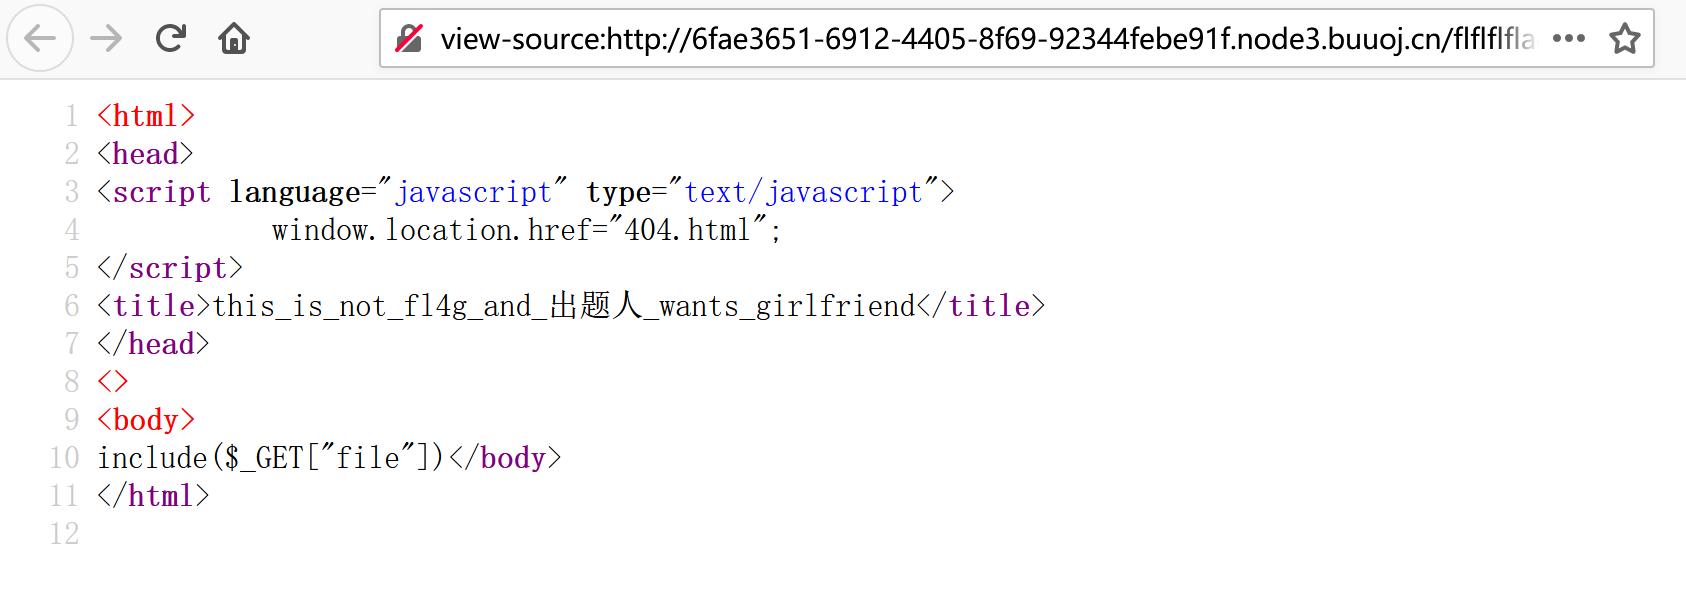 view-source:http://6fae3651-6912-4405-8f69-92344febe91f.node3.buuoj.cn/flflflfla
1 <html>
2 <head>
3 <script language="javascript" type="text/javascript">
4 window.location.href="404.html";
5 </script>
6 <title>this_is_not_fl4g_and_出题人_wants_girlfriend</title>
7 </head>
8 <>
9 <body>
10 include($_GET["file"])</body>
11 </html>
12